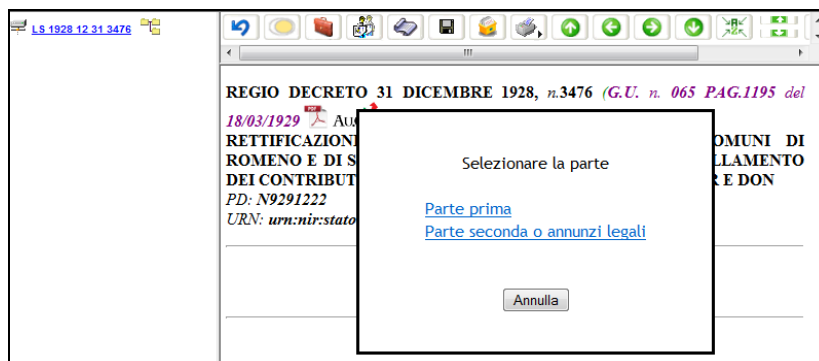 LS 1928 12 31 3476
REGIO DECRETO 31 DICEMBRE 1928, n.3476 (G.U. n. 065 PAG.1195 del
18/03/1929 PDF
RETTIFICAZION OMUNI DI
ROMENO E DI S LLAMENTO
DEI CONTRIBUT R E DON
PD: N9291222
URN: urn:nir:stato
Selezionare la parte
Parte prima
Parte seconda o annunzi legali
Annulla